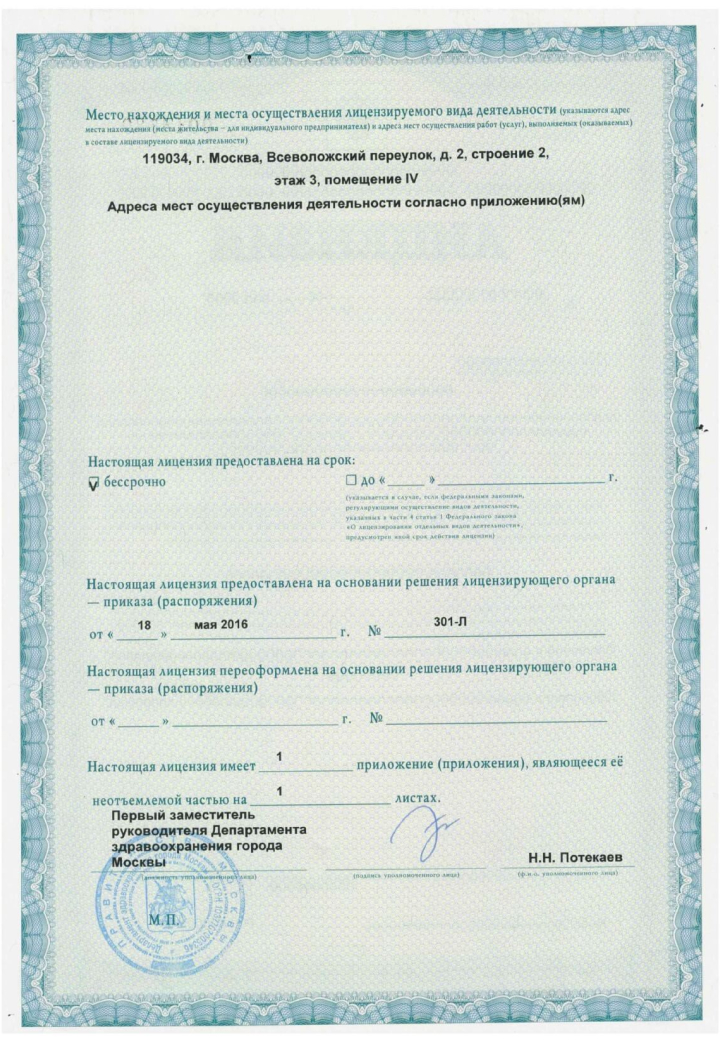 Место нахождения и места осуществления лицензируемого вида деятельности (указываются адрес
места нахождения (места жительства – для индивидуального предпринимателя) и адреса мест осуществления работ (услуг), выполняемых (оказываемых)
в составе лицензируемого вида деятельности)
119034, г. Москва, Всеволожский переулок, д. 2, строение 2,
этаж 3, помещение IV
Адреса мест осуществления деятельности согласно приложению(ям)
Настоящая лицензия предоставлена на срок:
бессрочно до « » г.
(указывается в случае, если федеральными законами,
регулирующими осуществление видов деятельности,
указанных в части 4 статьи 1 Федерального закона
«О лицензировании отдельных видов деятельности»,
предусмотрен иной срок действия лицензии)
Настоящая лицензия предоставлена на основании решения лицензирующего органа
— приказа (распоряжения)
от « 18 » мая 2016 г. № 301-Л
Настоящая лицензия переоформлена на основании решения лицензирующего органа
— приказа (распоряжения)
от « » г. №
Настоящая лицензия имеет 1 приложение (приложения), являющееся её
неотъемлемой частью на 1 листах.
Первый заместитель
руководителя Департамента
здравоохранения города
Москвы
Н.Н. Потекаев
(должность уполномоченного лица) (подпись уполномоченного лица) (ф.и.о. уполномоченного лица)
М.П.